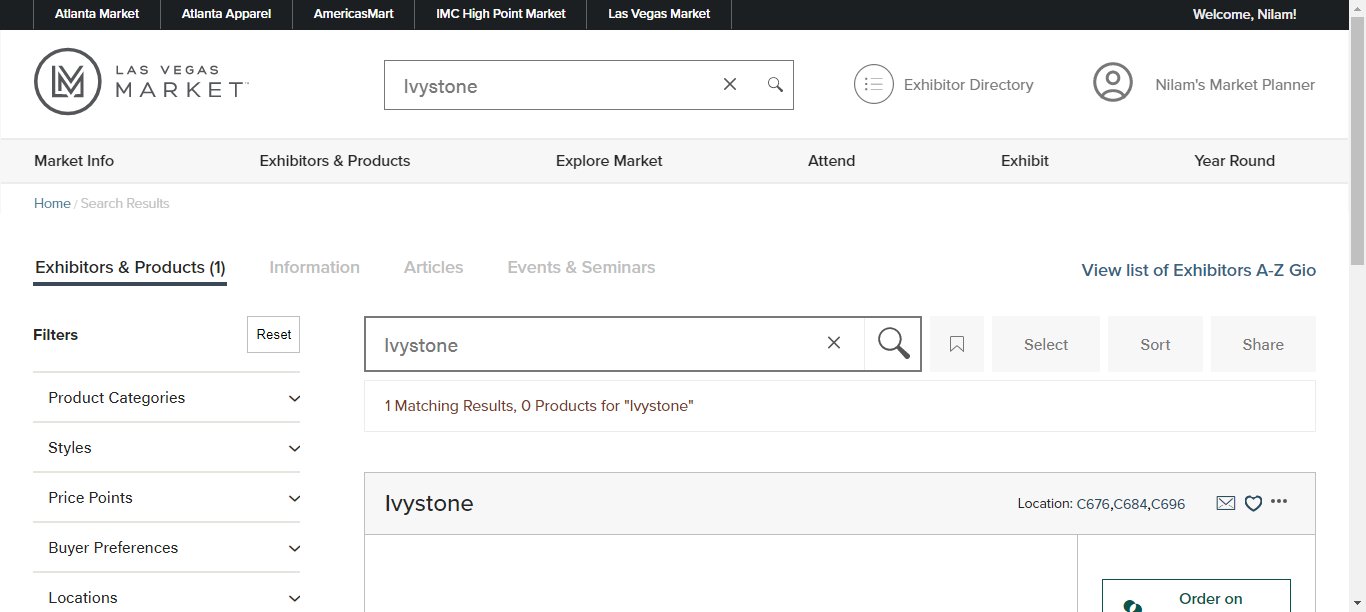 Atlanta Market Atlanta Apparel AmericasMart IMC High Point Market Las Vegas Market Welcome, Nilam!
LAS VEGAS
MARKET
Ivystone
Exhibitor Directory
Nilam's Market Planner
Market Info Exhibitors & Products Explore Market Attend Exhibit Year Round
Home / Search Results
Exhibitors & Products (1) Information Articles Events & Seminars
View list of Exhibitors A-Z Gio
Filters
Reset
Product Categories
Styles
Price Points
Buyer Preferences
Locations
Ivystone
Select Sort Share
1 Matching Results, 0 Products for "Ivystone"
Ivystone
Location: C676,C684,C696
Order on